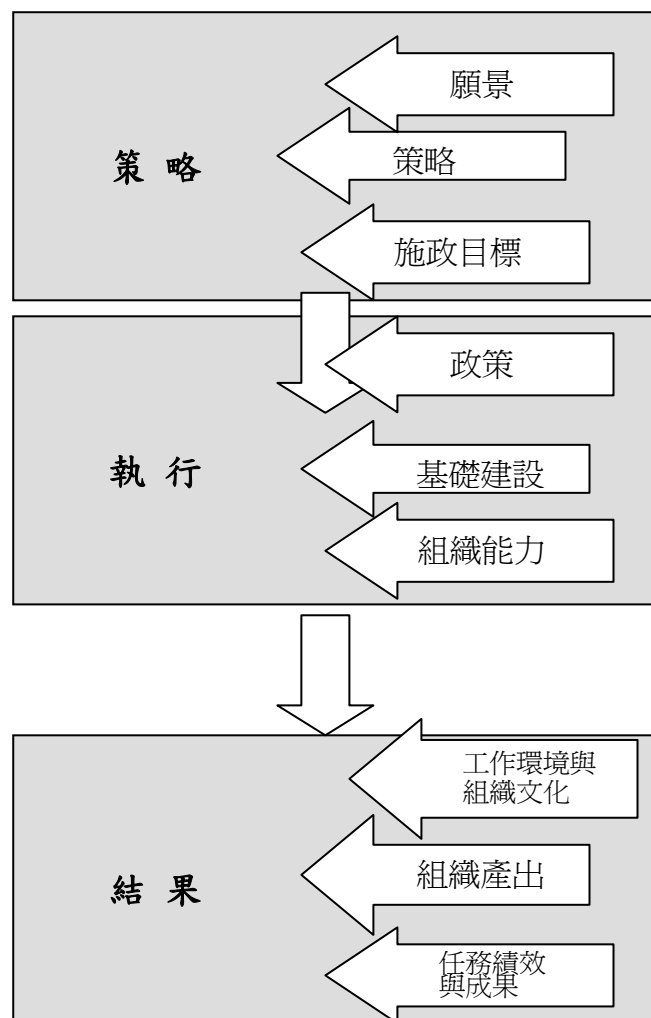 願景
策略
策 略
施政目標
政策
執 行
基礎建設
組織能力
工作環境與
組織文化
結 果
組織產出
任務績效
與成果